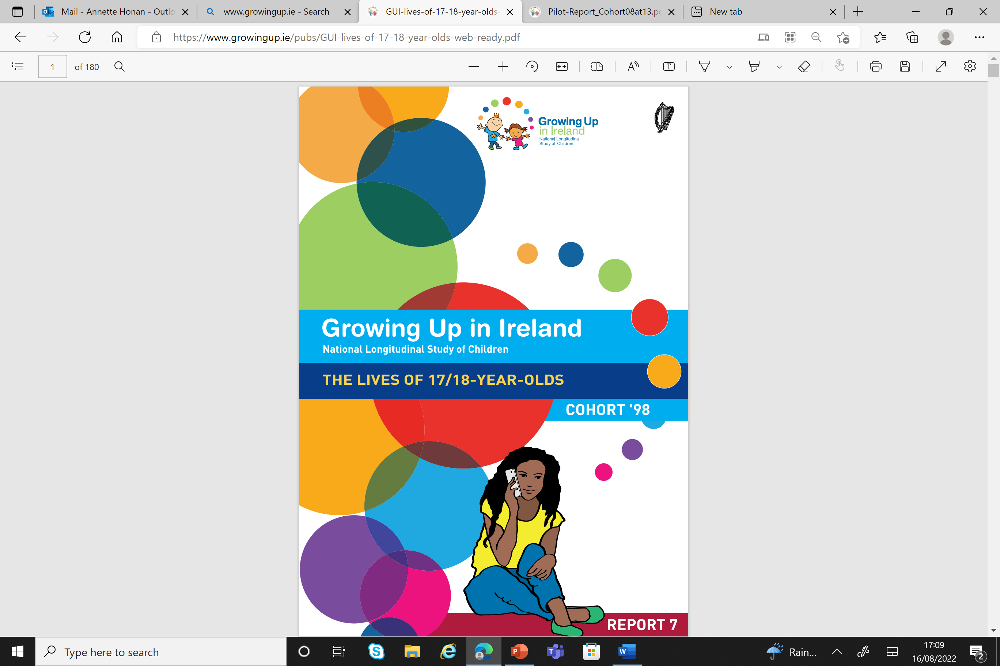 Mail - Annette Honan - Outlo
www.growingup.ie - Search
GUI-lives-of-17-18-year-olds-
Pilot-Report_Cohort08at13.pd
New tab
https://www.growingup.ie/pubs/GUI-lives-of-17-18-year-olds-web-ready.pdf
1 of 180
Growing Up
in Ireland
National Longitudinal
Study of Children
Growing Up in Ireland
National Longitudinal Study of Children
THE LIVES OF 17/18-YEAR-OLDS
COHORT '98
REPORT 7
Type here to search
Rain...
17:09
16/08/2022
2